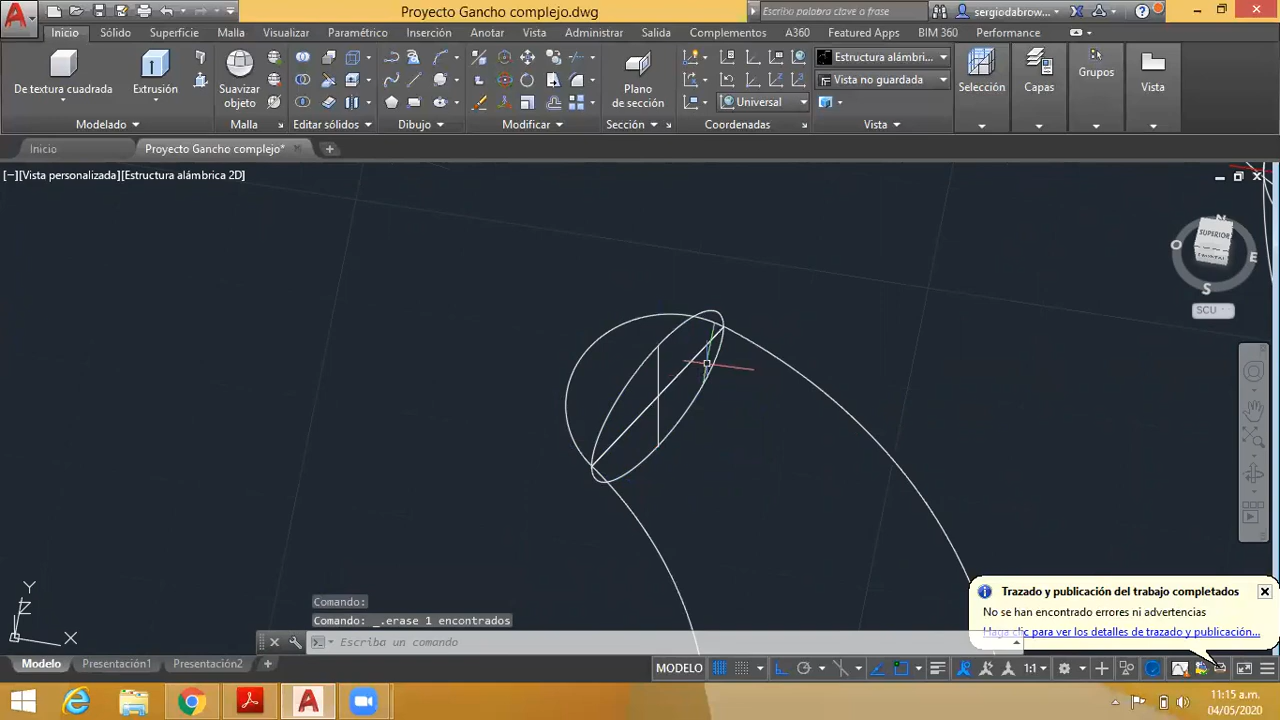 Proyecto Gancho complejo.dwg
Escriba palabra clave o frase
sergiodabrow...
Inicio Sólido Superficie Malla Visualizar Paramétrico Inserción Anotar Vista Administrar Salida Complementos A360 Featured Apps BIM 360 Performance
De textura cuadrada
Extrusión
Suavizar objeto
Plano de sección
Estructura alámbri...
Vista no guardada
Universal
Selección
Capas
Grupos
Vista
Modelado Malla Editar sólidos Dibujo Modificar Sección Coordenadas Vista
Inicio
Proyecto Gancho complejo*
[−][Vista personalizada][Estructura alámbrica 2D]
N
SUPERIOR
O
E
S
SCU
Y
Z
X
Trazado y publicación del trabajo completados
No se han encontrado errores ni advertencias
Haga clic para ver los detalles de trazado y publicación...
Comando:
Comando: _.erase 1 encontrados
Escriba un comando
Modelo Presentación1 Presentación2
MODELO
1:1
11:15 a.m.
04/05/2020